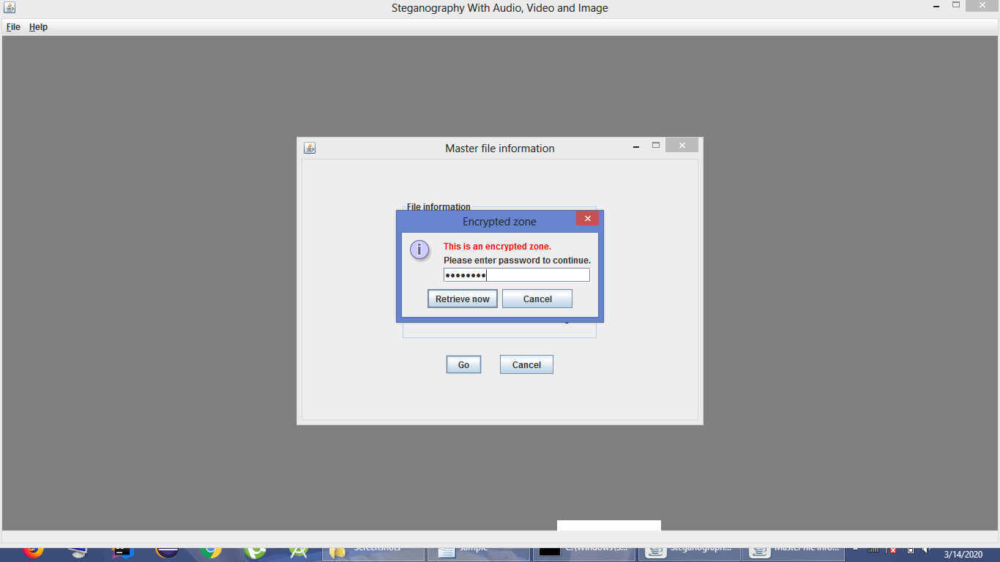 Steganography With Audio, Video and Image
File Help
Master file information
File information
Encrypted zone
This is an encrypted zone.
Please enter password to continue.
Retrieve now Cancel
Go Cancel
Screenshots sample C:\Windows\S... Steganograph... Master file info...
3/14/2020